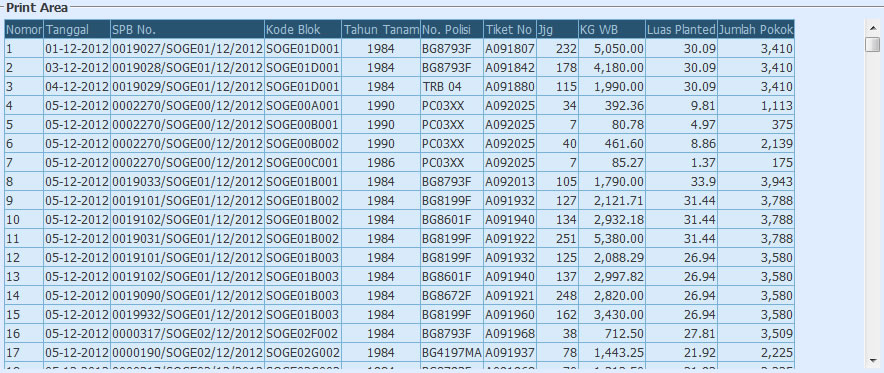 Print Area
Nomor Tanggal SPB No. Kode Blok Tahun Tanam No. Polisi Tiket No Jjg KG WB Luas Planted Jumlah Pokok
1 01-12-2012 0019027/SOGE01/12/2012 SOGE01D001 1984 BG8793F A091807 232 5,050.00 30.09 3,410
2 03-12-2012 0019028/SOGE01/12/2012 SOGE01D001 1984 BG8793F A091842 178 4,180.00 30.09 3,410
3 04-12-2012 0019029/SOGE01/12/2012 SOGE01D001 1984 TRB 04 A091880 115 1,990.00 30.09 3,410
4 05-12-2012 0002270/SOGE00/12/2012 SOGE00A001 1990 PC03XX A092025 34 392.36 9.81 1,113
5 05-12-2012 0002270/SOGE00/12/2012 SOGE00B001 1990 PC03XX A092025 7 80.78 4.97 375
6 05-12-2012 0002270/SOGE00/12/2012 SOGE00B002 1990 PC03XX A092025 40 461.60 8.86 2,139
7 05-12-2012 0002270/SOGE00/12/2012 SOGE00C001 1986 PC03XX A092025 7 85.27 1.37 175
8 05-12-2012 0019033/SOGE01/12/2012 SOGE01B001 1984 BG8793F A092013 105 1,790.00 33.9 3,943
9 05-12-2012 0019101/SOGE01/12/2012 SOGE01B002 1984 BG8199F A091932 127 2,121.71 31.44 3,788
10 05-12-2012 0019102/SOGE01/12/2012 SOGE01B002 1984 BG8601F A091940 134 2,932.18 31.44 3,788
11 05-12-2012 0019031/SOGE01/12/2012 SOGE01B002 1984 BG8199F A091922 251 5,380.00 31.44 3,788
12 05-12-2012 0019101/SOGE01/12/2012 SOGE01B003 1984 BG8199F A091932 125 2,088.29 26.94 3,580
13 05-12-2012 0019102/SOGE01/12/2012 SOGE01B003 1984 BG8601F A091940 137 2,997.82 26.94 3,580
14 05-12-2012 0019090/SOGE01/12/2012 SOGE01B003 1984 BG8672F A091921 248 2,820.00 26.94 3,580
15 05-12-2012 0019932/SOGE01/12/2012 SOGE01B003 1984 BG8199F A091960 162 3,430.00 26.94 3,580
16 05-12-2012 0000317/SOGE02/12/2012 SOGE02F002 1984 BG8793F A091968 38 712.50 27.81 3,509
17 05-12-2012 0000190/SOGE02/12/2012 SOGE02G002 1984 BG4197MA A091937 78 1,443.25 21.92 2,225